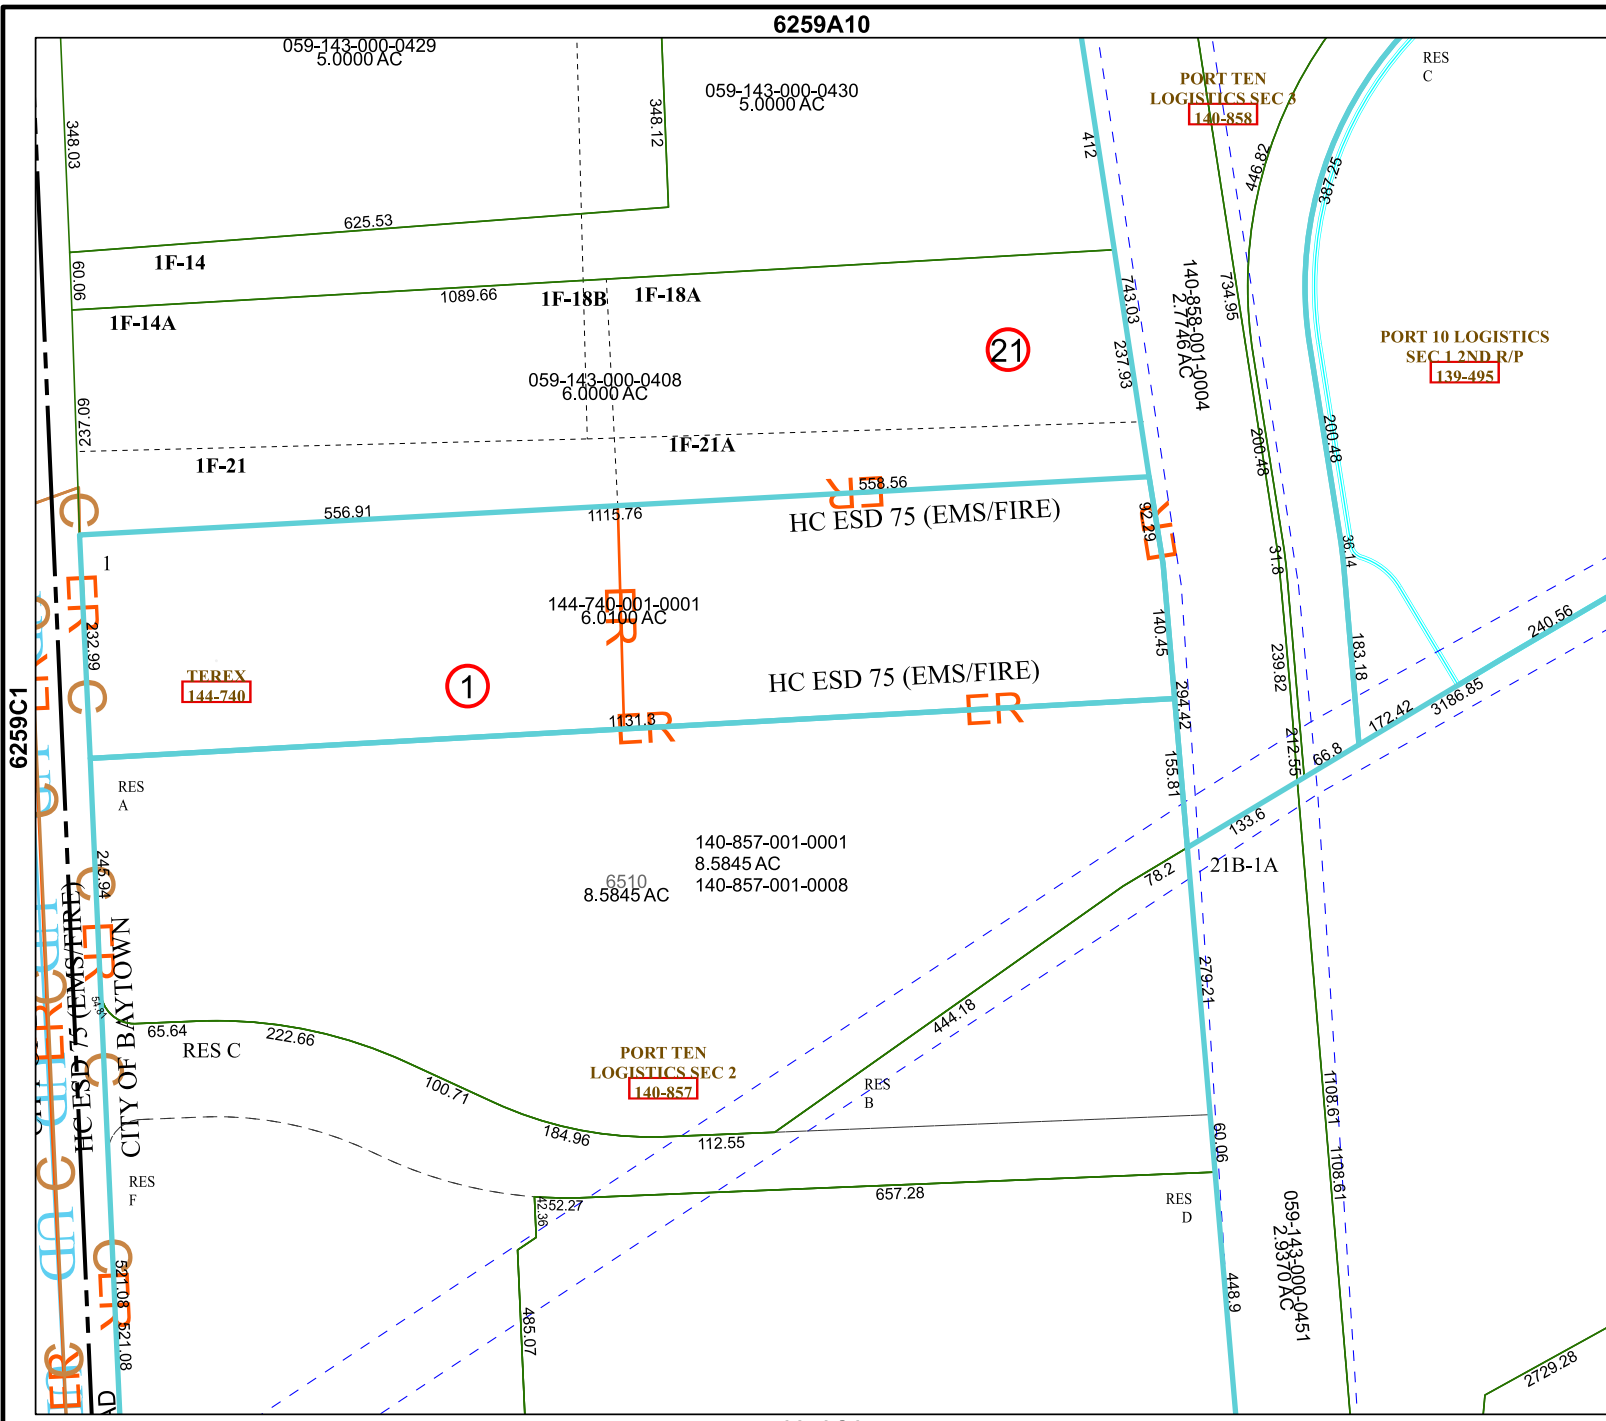 6259A10
059-143-000-0429
5.0000 AC
059-143-000-0430
5.0000 AC
RES
C
PORT TEN
LOGISTICS SEC 3
140-858
348.03
348.12
412
446.82
387.25
625.53
1F-14
60.06
1089.66
1F-18B
1F-18A
1F-14A
743.03
734.95
140-858-001-0004
2.7746 AC
21
PORT 10 LOGISTICS
SEC 1 2ND R/P
139-495
237.93
059-143-000-0408
6.0000 AC
237.09
200.48
200.48
1F-21
1F-21A
558.56
ER
556.91
1115.76
HC ESD 75 (EMS/FIRE)
92.29
ER
C
1
31.8
36.14
ER
232.99
144-740-001-0001
6.0100 AC
ER
140.45
239.82
183.18
240.56
TEREX
144-740
1
HC ESD 75 (EMS/FIRE)
C
294.42
172.42
3186.85
6259C1
1131.3
ER
ER
212.55
66.8
155.81
RES
A
133.6
140-857-001-0001
8.5845 AC
140-857-001-0008
6510
8.5845 AC
78.2
21B-1A
245.94
C
ER
HC ESD 75 (EMS/FIRE)
CITY OF BAYTOWN
279.21
54.81
65.64
222.66
444.18
RES C
ER
C
PORT TEN
LOGISTICS SEC 2
140-857
100.71
RES
B
1108.61
184.96
112.55
60.06
1108.61
RES
F
657.28
52.27
42.36
RES
D
059-143-000-0451
2.9370 AC
C
ER
521.08
448.9
485.07
521.08
2729.28
C
ER